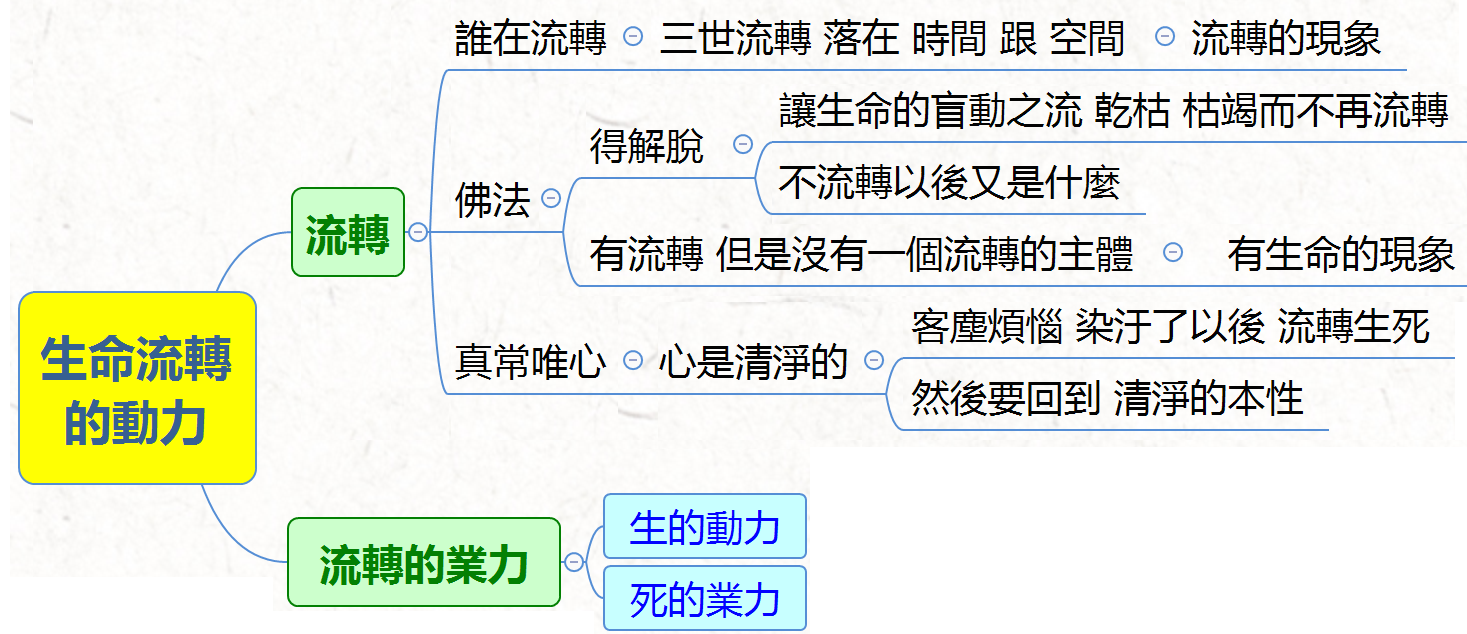 生命流轉
的動力
流轉
誰在流轉
三世流轉 落在 時間 跟 空間
流轉的現象
佛法
得解脫
讓生命的盲動之流 乾枯 枯竭而不再流轉
不流轉以後又是什麼
有流轉 但是沒有一個流轉的主體
有生命的現象
真常唯心
心是清淨的
客塵煩惱 染汙了以後 流轉生死
然後要回到 清淨的本性
流轉的業力
生的動力
死的業力